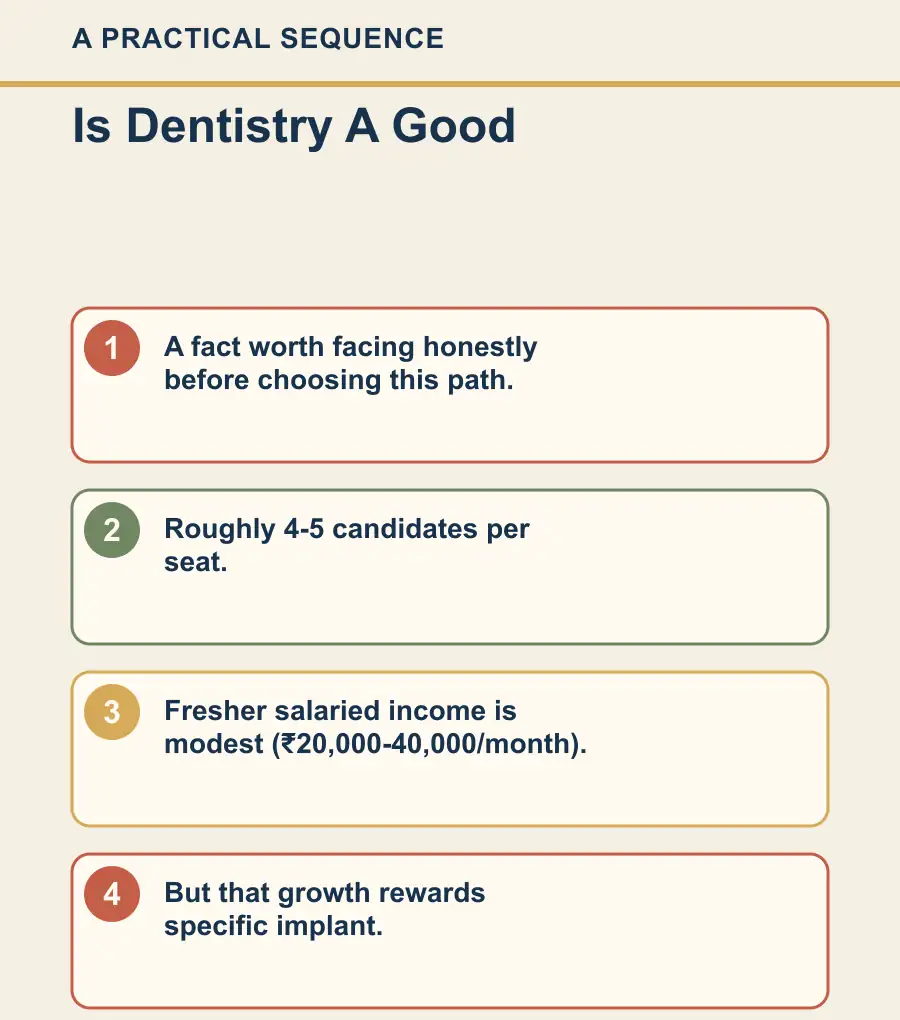 A PRACTICAL SEQUENCE
Is Dentistry A Good
1
A fact worth facing honestly
before choosing this path.
2
Roughly 4-5 candidates per
seat.
3
Fresher salaried income is
modest (₹20,000-40,000/month).
4
But that growth rewards
specific implant.